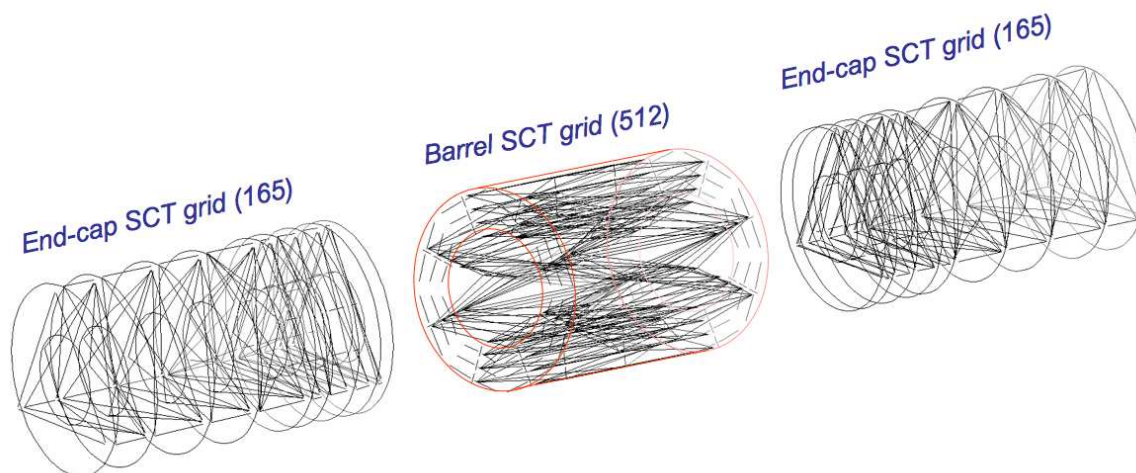 End-cap SCT grid (165)
Barrel SCT grid (512)
End-cap SCT grid (165)